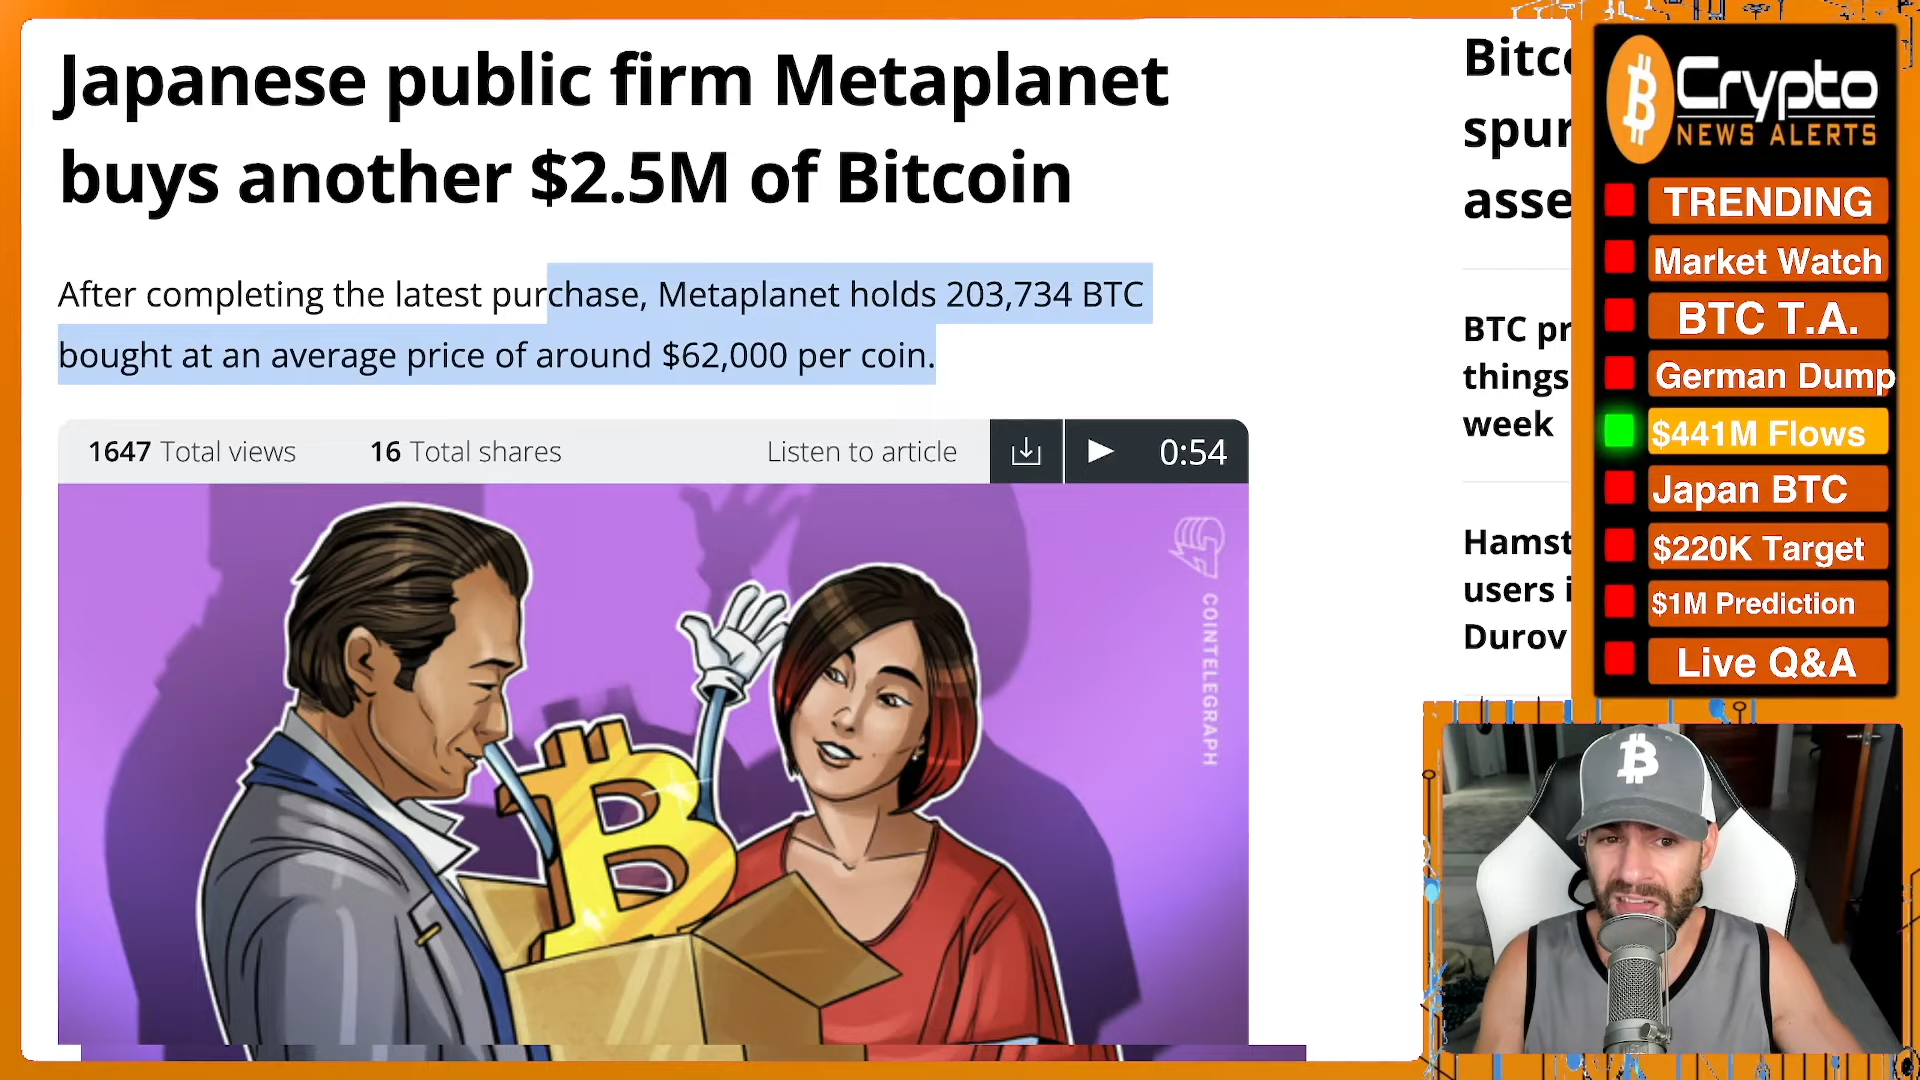 Japanese public firm Metaplanet
buys another $2.5M of Bitcoin
After completing the latest purchase, Metaplanet holds 203,734 BTC
bought at an average price of around $62,000 per coin.
1647 Total views
16 Total shares
Listen to article
0:54
COINTELEGRAPH
Bitc
spur
asse
BTC pr
things
week
Hamst
users i
Durov
Crypto
NEWS ALERTS
TRENDING
Market Watch
BTC T.A.
German Dump
$441M Flows
Japan BTC
$220K Target
$1M Prediction
Live Q&A